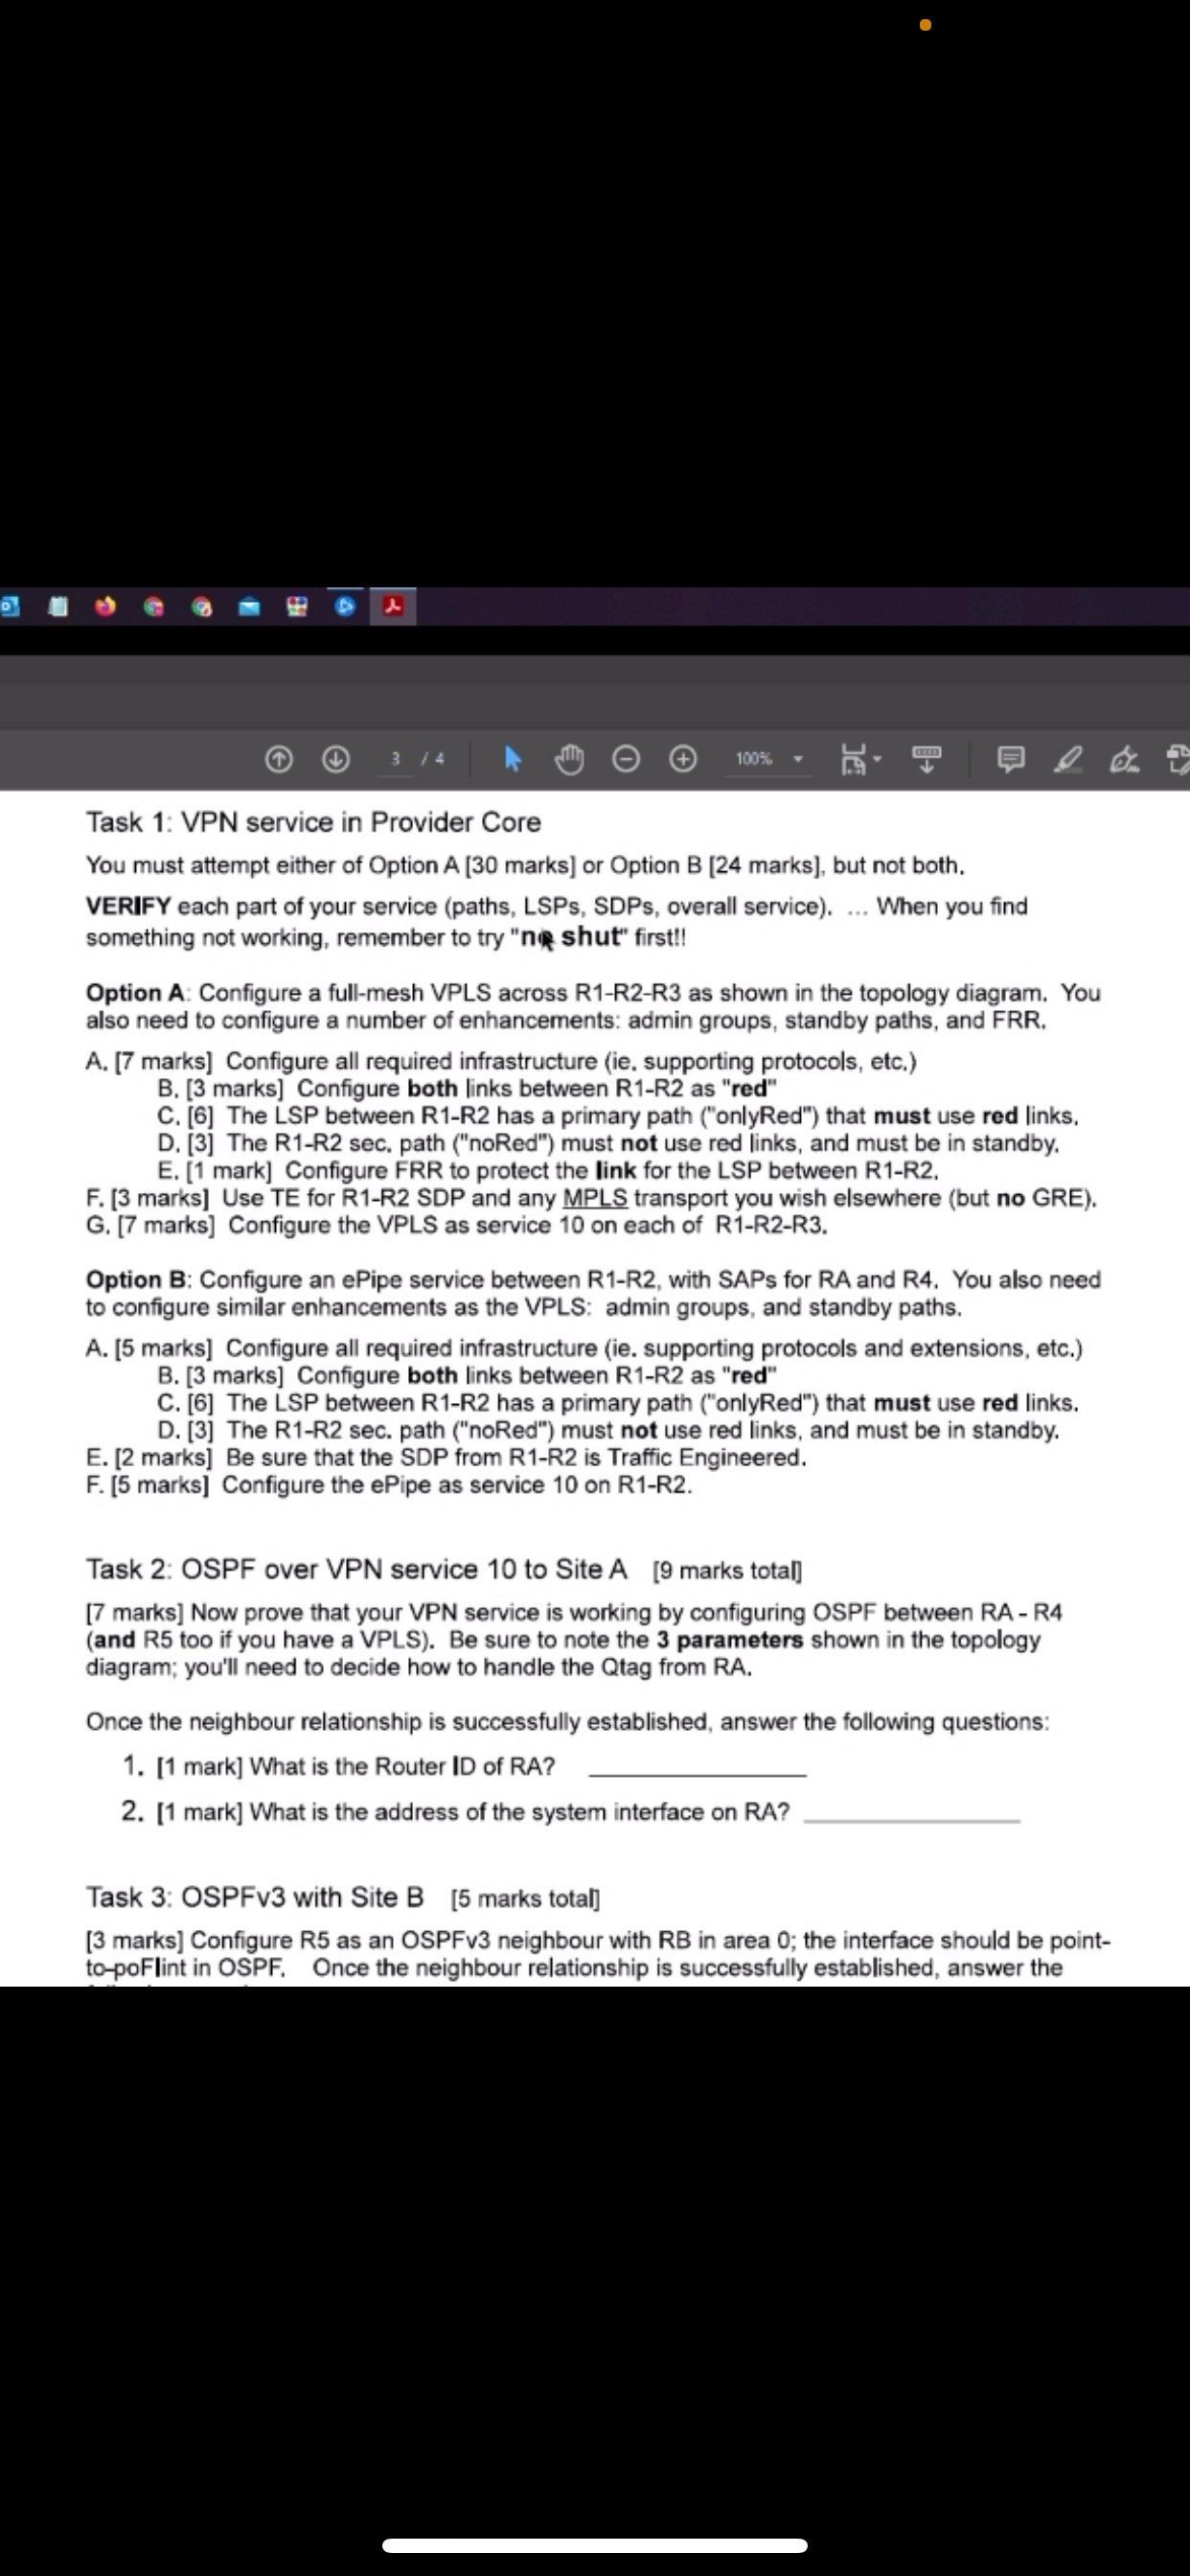 3 / 4
100%
Task 1: VPN service in Provider Core
You must attempt either of Option A [30 marks] or Option B [24 marks], but not both.
VERIFY each part of your service (paths, LSPs, SDPs, overall service). ... When you find
something not working, remember to try "no shut" first!!
Option A: Configure a full-mesh VPLS across R1-R2-R3 as shown in the topology diagram. You
also need to configure a number of enhancements: admin groups, standby paths, and FRR.
A. [7 marks] Configure all required infrastructure (ie. supporting protocols, etc.)
B. [3 marks] Configure both links between R1-R2 as "red"
C. [6] The LSP between R1-R2 has a primary path ("onlyRed") that must use red links.
D. [3] The R1-R2 sec. path ("noRed") must not use red links, and must be in standby.
E. [1 mark] Configure FRR to protect the link for the LSP between R1-R2.
F. [3 marks] Use TE for R1-R2 SDP and any MPLS transport you wish elsewhere (but no GRE).
G. [7 marks] Configure the VPLS as service 10 on each of R1-R2-R3.
Option B: Configure an ePipe service between R1-R2, with SAPs for RA and R4. You also need
to configure similar enhancements as the VPLS: admin groups, and standby paths.
A. [5 marks] Configure all required infrastructure (ie. supporting protocols and extensions, etc.)
B. [3 marks] Configure both links between R1-R2 as "red"
C. [6] The LSP between R1-R2 has a primary path ("onlyRed") that must use red links.
D. [3] The R1-R2 sec. path ("noRed") must not use red links, and must be in standby.
E. [2 marks] Be sure that the SDP from R1-R2 is Traffic Engineered.
F. [5 marks] Configure the ePipe as service 10 on R1-R2.
Task 2: OSPF over VPN service 10 to Site A [9 marks total]
[7 marks] Now prove that your VPN service is working by configuring OSPF between RA - R4
(and R5 too if you have a VPLS). Be sure to note the 3 parameters shown in the topology
diagram; you'll need to decide how to handle the Qtag from RA.
Once the neighbour relationship is successfully established, answer the following questions:
1. [1 mark] What is the Router ID of RA?
2. [1 mark] What is the address of the system interface on RA?
Task 3: OSPFv3 with Site B [5 marks total]
[3 marks] Configure R5 as an OSPFv3 neighbour with RB in area 0; the interface should be point-
to-poFlint in OSPF. Once the neighbour relationship is successfully established, answer the